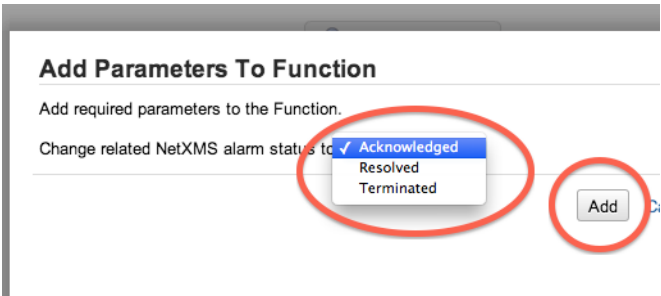 Add Parameters To Function
Add required parameters to the Function.
Change related NetXMS alarm status to ✓ Acknowledged
Resolved
Terminated
Add